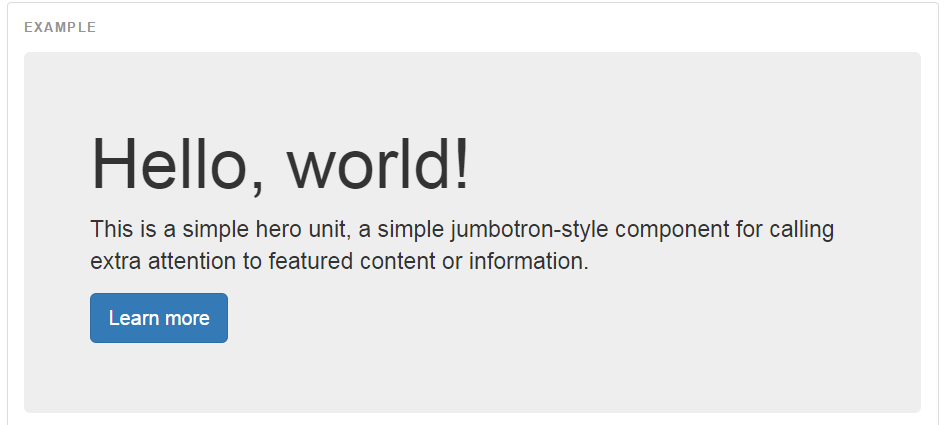 EXAMPLE
Hello, world!
This is a simple hero unit, a simple jumbotron-style component for calling
extra attention to featured content or information.
Learn more